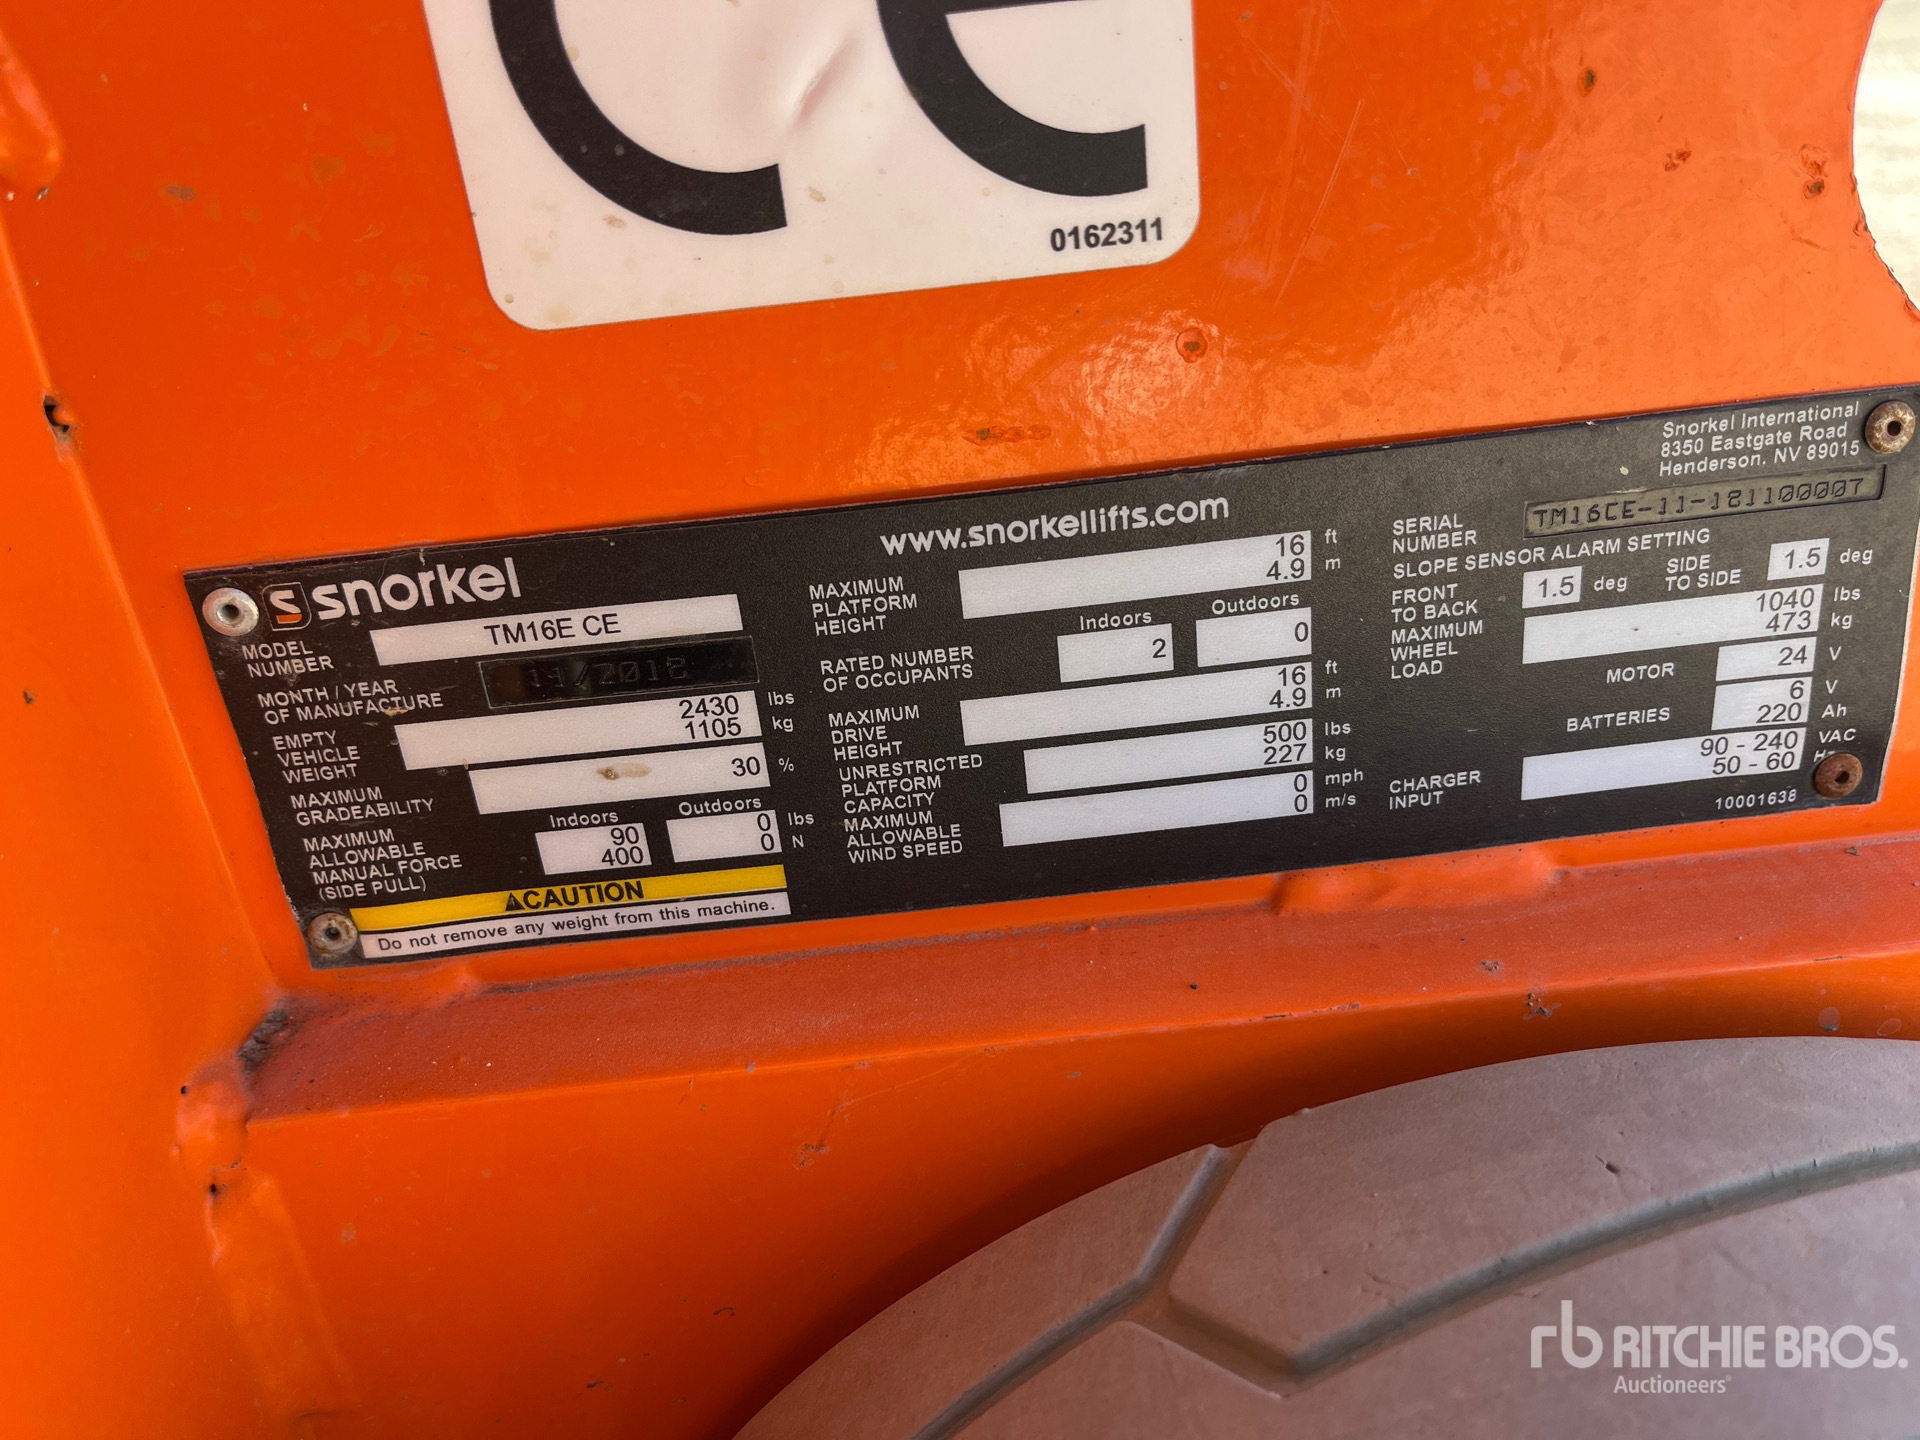 CE
0162311
Snorkel International
8350 Eastgate Road
Henderson, NV 89015
www.snorkellifts.com
snorkel
MODEL NUMBER TM16E CE
MONTH / YEAR OF MANUFACTURE 11/2018
EMPTY VEHICLE WEIGHT 2430 lbs 1105 kg
MAXIMUM GRADEABILITY 30 %
Indoors Outdoors
MAXIMUM ALLOWABLE MANUAL FORCE (SIDE PULL) 90 400 0 0 lbs N
CAUTION
Do not remove any weight from this machine.
MAXIMUM PLATFORM HEIGHT 16 ft 4.9 m
Indoors Outdoors
RATED NUMBER OF OCCUPANTS 2 0
MAXIMUM DRIVE HEIGHT 16 ft 4.9 m
UNRESTRICTED PLATFORM CAPACITY 500 lbs 227 kg
MAXIMUM ALLOWABLE WIND SPEED 0 mph 0 m/s
SERIAL NUMBER TM16CE-11-181100007
SLOPE SENSOR ALARM SETTING
FRONT TO BACK 1.5 deg SIDE TO SIDE 1.5 deg
MAXIMUM WHEEL LOAD 1040 lbs 473 kg
MOTOR 24 V
BATTERIES 6 V 220 Ah
CHARGER INPUT 90 - 240 VAC 50 - 60
10001638
rb RITCHIE BROS.
Auctioneers